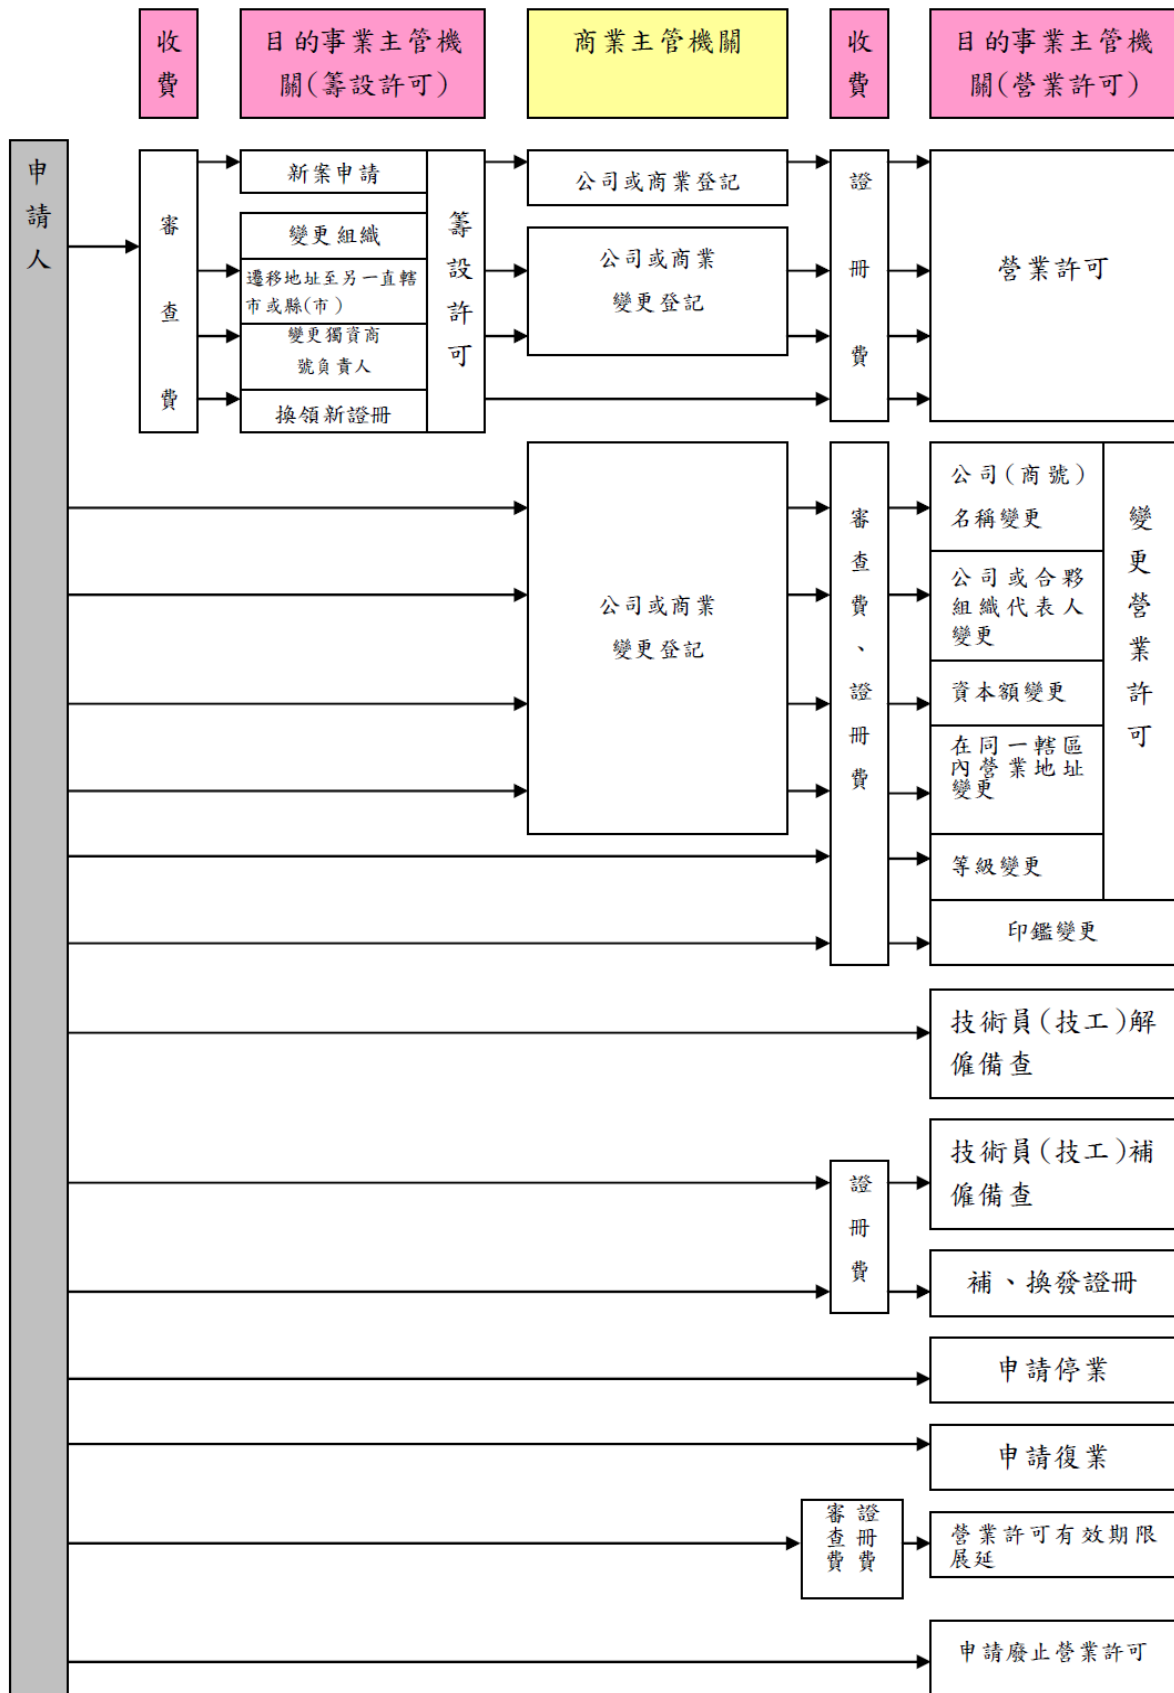 收
費
目的事業主管機
關(籌設許可)
商業主管機關
收
費
目的事業主管機
關(營業許可)
申
請
人
審
查
費
新案申請
變更組織
遷移地址至另一直轄
市或縣(市)
變更獨資商
號負責人
換領新證冊
籌
設
許
可
公司或商業登記
公司或商業
變更登記
證
冊
費
營業許可
公司或商業
變更登記
審
查
費
、
證
冊
費
公司(商號)
名稱變更
公司或合夥
組織代表人
變更
資本額變更
在同一轄區
內營業地址
變更
等級變更
變
更
營
業
許
可
印鑑變更
技術員(技工)解
僱備查
證
冊
費
技術員(技工)補
僱備查
補、換發證冊
申請停業
申請復業
審 證
查 冊
費 費
營業許可有效期限
展延
申請廢止營業許可